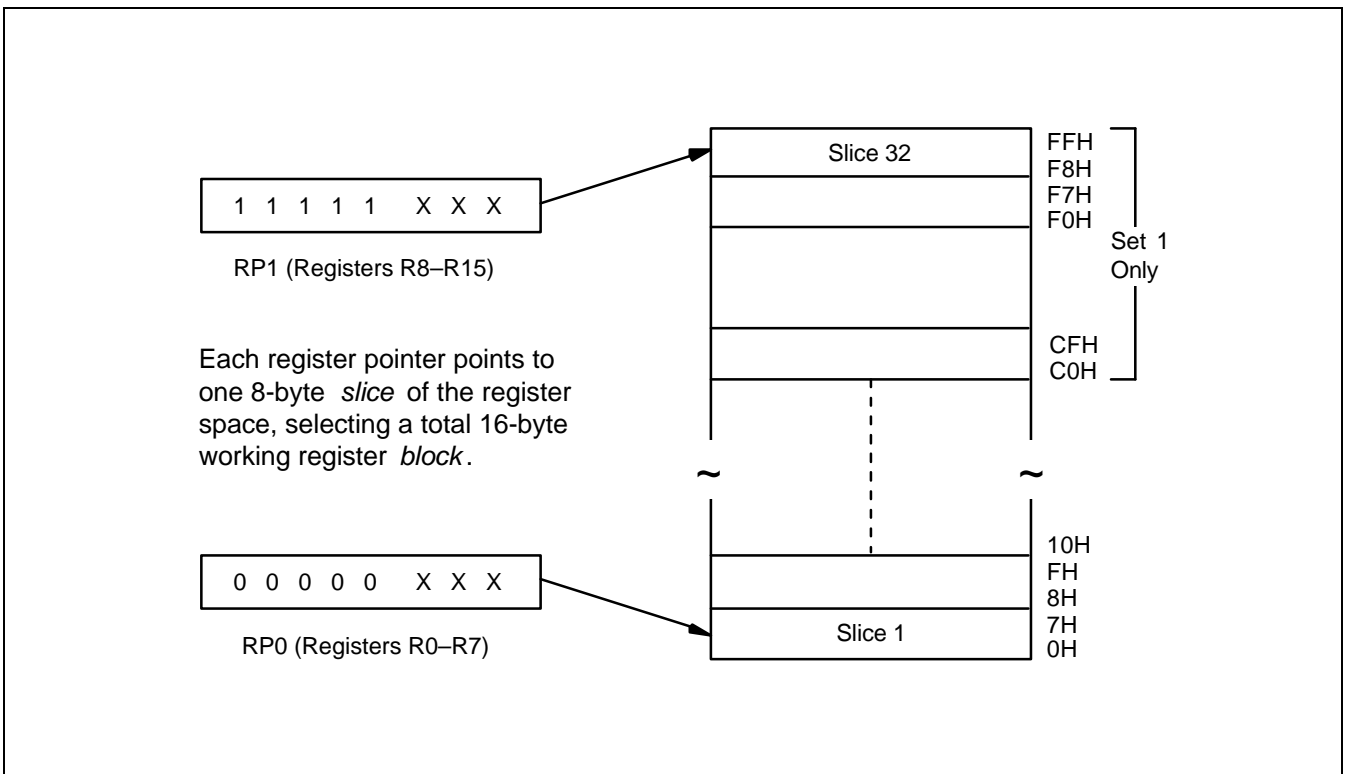 Slice 32
FFH
F8H
F7H
F0H
Set 1
Only
1 1 1 1 1 X X X
RP1 (Registers R8–R15)
CFH
C0H
Each register pointer points to
one 8-byte slice of the register
space, selecting a total 16-byte
working register block.
~ ~
10H
FH
8H
7H
0H
0 0 0 0 0 X X X
Slice 1
RP0 (Registers R0–R7)